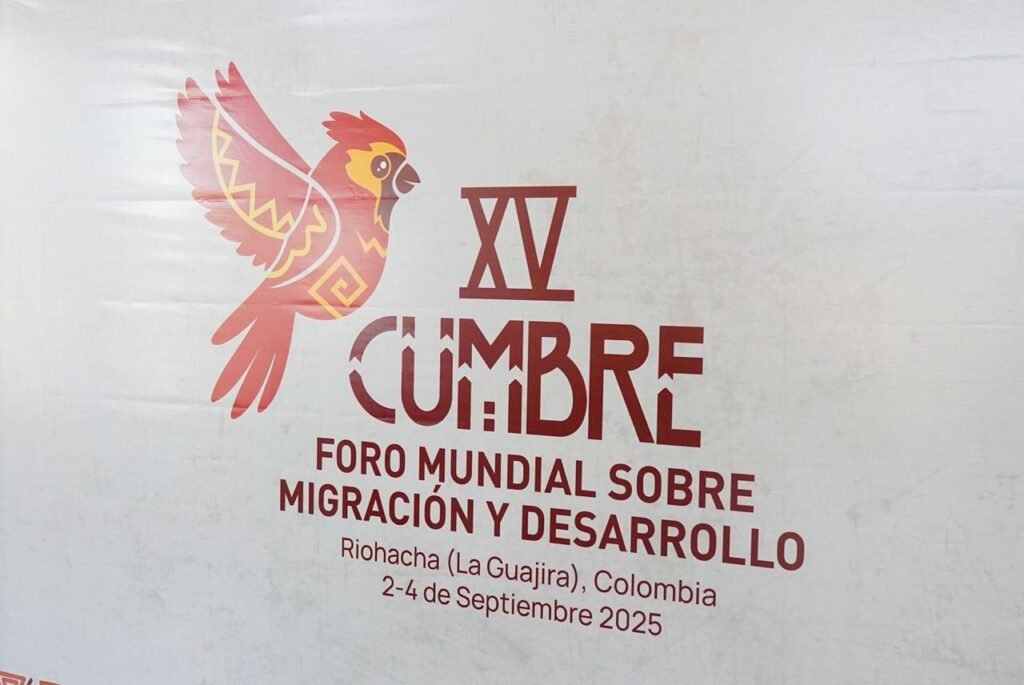 XV
CUMBRE
FORO MUNDIAL SOBRE
MIGRACIÓN Y DESARROLLO
Riohacha (La Guajira), Colombia
2-4 de Septiembre 2025